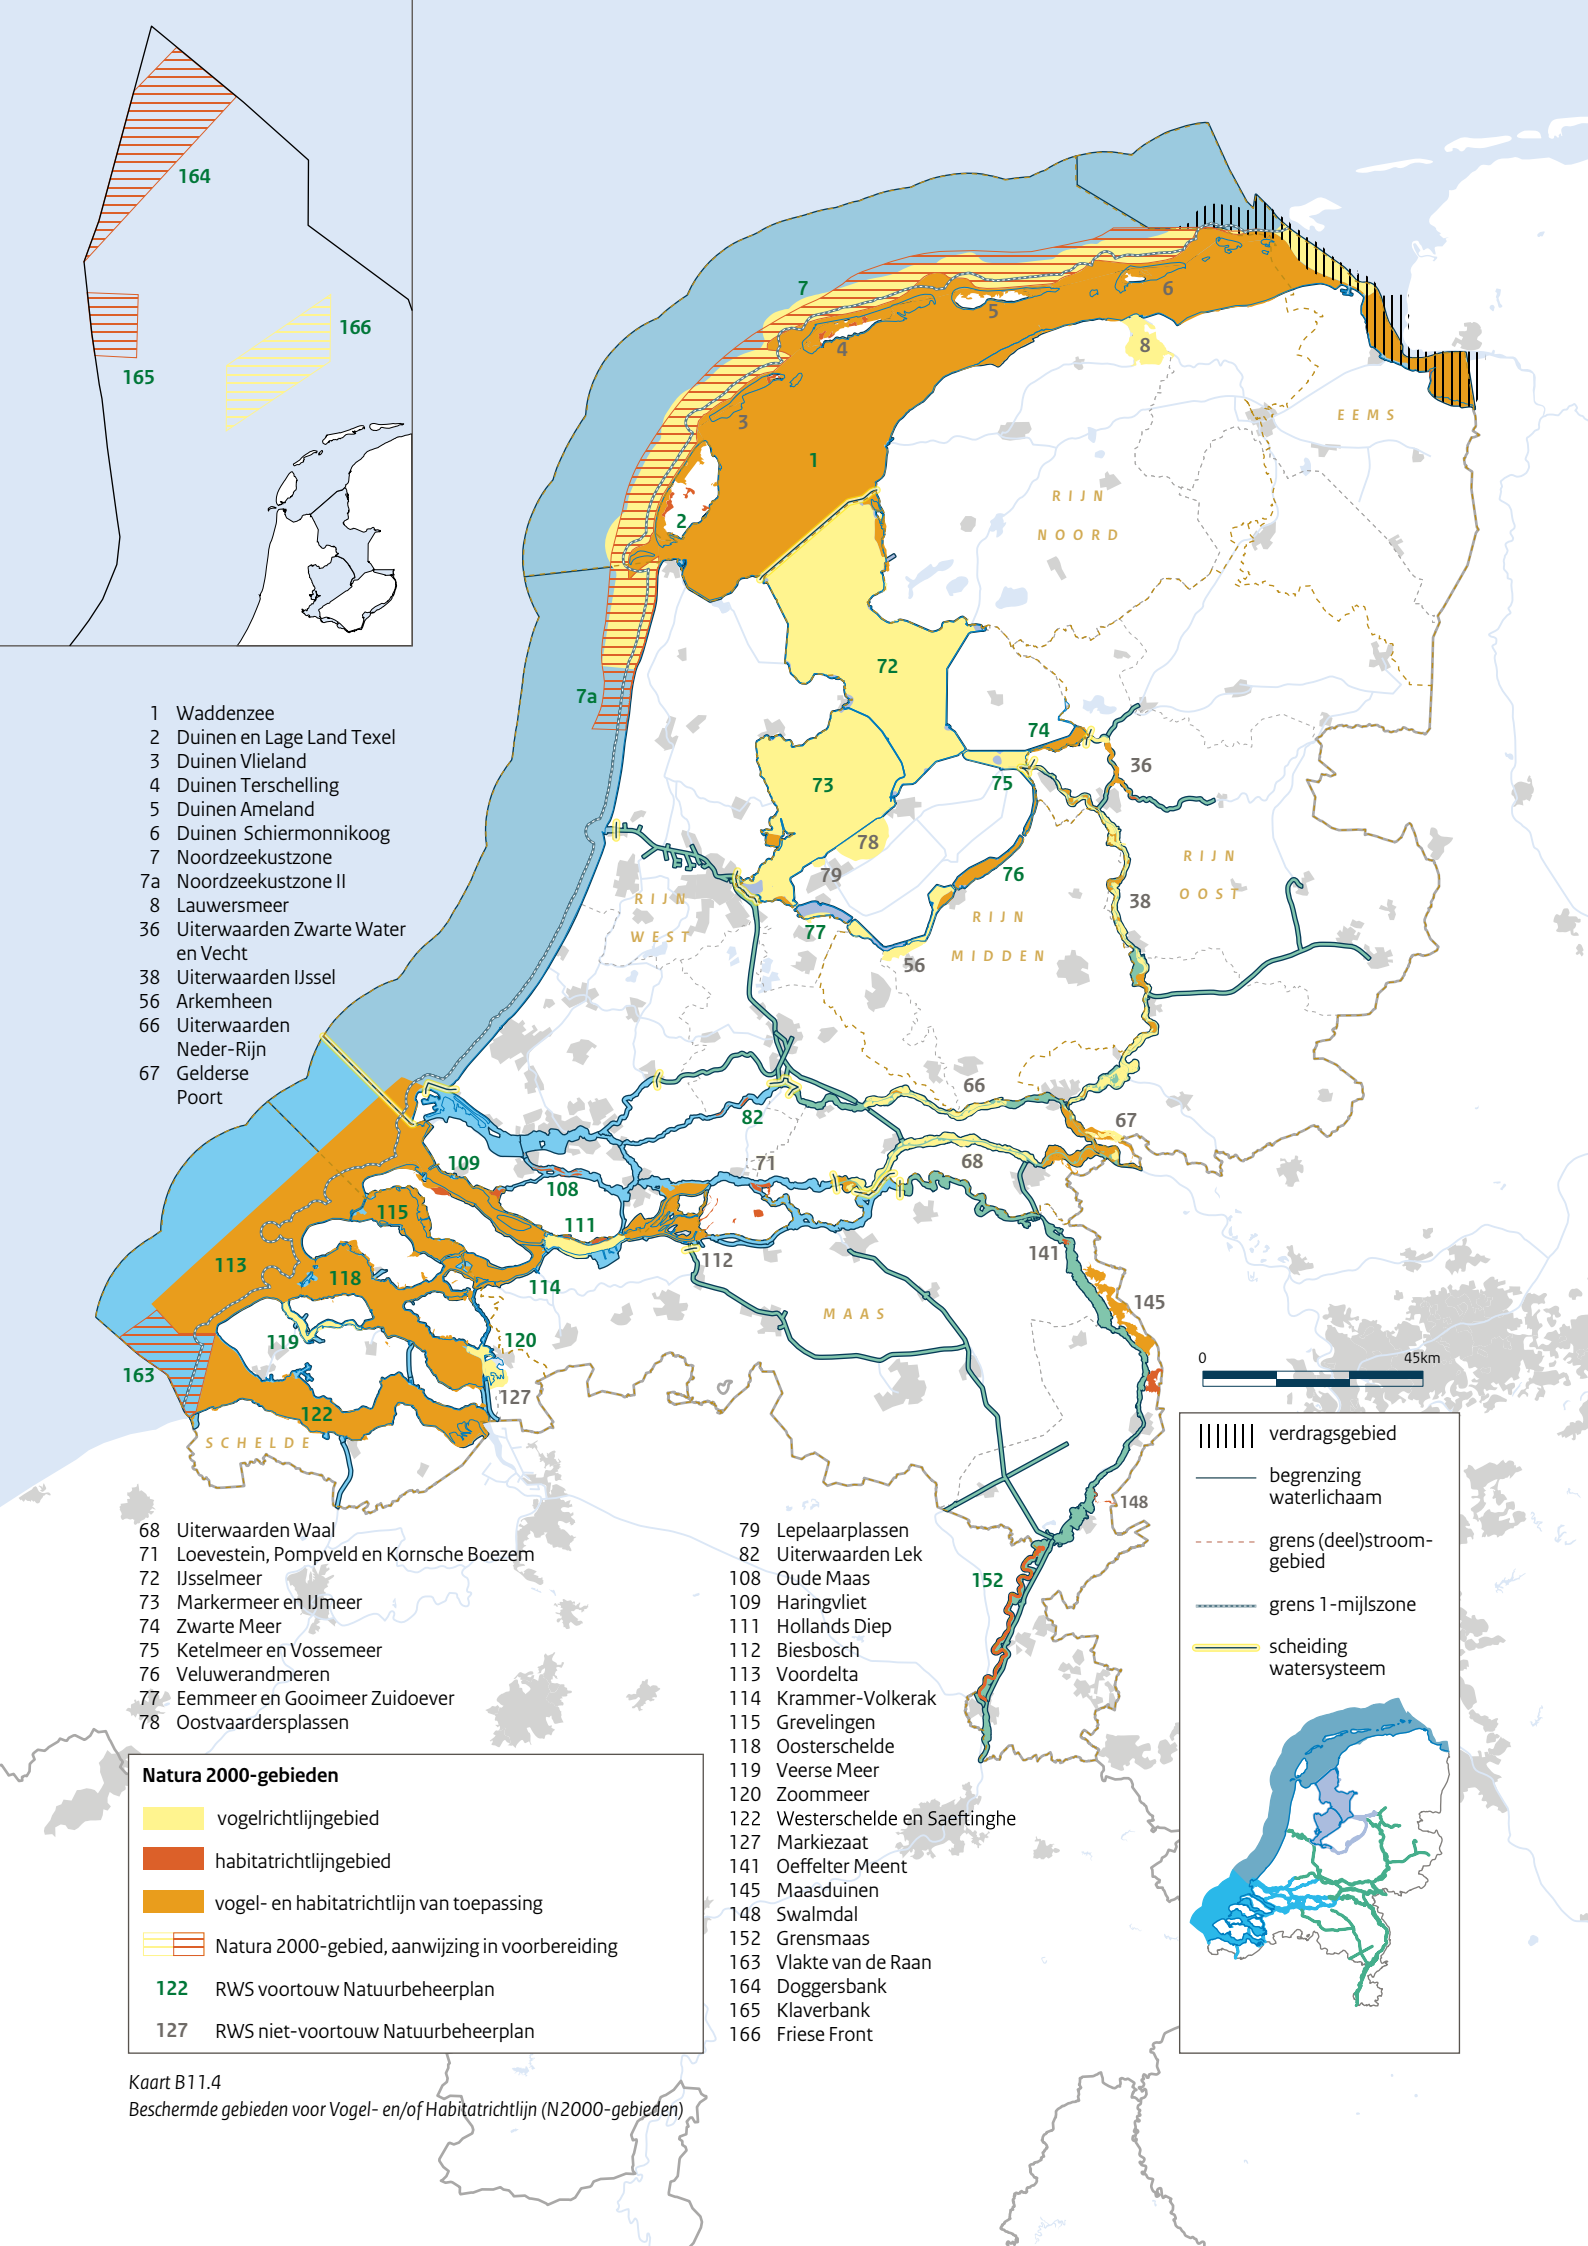 164
165
166
7
6
5
4
8
3
1
2
EEMS
RIJN
NOORD
72
7a
74
75
36
73
78
79
76
RIJN
WEST
RIJN
MIDDEN
RIJN
OOST
38
77
56
1 Waddenzee
2 Duinen en Lage Land Texel
3 Duinen Vlieland
4 Duinen Terschelling
5 Duinen Ameland
6 Duinen Schiermonnikoog
7 Noordzeekustzone
7a Noordzeekustzone II
8 Lauwersmeer
36 Uiterwaarden Zwarte Water
en Vecht
38 Uiterwaarden IJssel
56 Arkemheen
66 Uiterwaarden
Neder-Rijn
67 Gelderse
Poort
66
82
67
109
71
68
108
115
111
113
118
114
112
141
145
MAAS
119
120
163
127
122
SCHELDE
148
152
0 45km
verdragsgebied
begrenzing
waterlichaam
grens (deel)stroom-
gebied
grens 1-mijlszone
scheiding
watersysteem
68 Uiterwaarden Waal
71 Loevestein, Pompveld en Kornsche Boezem
72 IJsselmeer
73 Markermeer en IJmeer
74 Zwarte Meer
75 Ketelmeer en Vossemeer
76 Veluwerandmeren
77 Eemmeer en Gooimeer Zuidoever
78 Oostvaardersplassen
79 Lepelaarplassen
82 Uiterwaarden Lek
108 Oude Maas
109 Haringvliet
111 Hollands Diep
112 Biesbosch
113 Voordelta
114 Krammer-Volkerak
115 Grevelingen
118 Oosterschelde
119 Veerse Meer
120 Zoommeer
122 Westerschelde en Saeftinghe
127 Markiezaat
141 Oeffelter Meent
145 Maasduinen
148 Swalmdal
152 Grensmaas
163 Vlakte van de Raan
164 Doggersbank
165 Klaverbank
166 Friese Front
Natura 2000-gebieden
vogelrichtlijngebied
habitatrichtlijngebied
vogel- en habitatrichtlijn van toepassing
Natura 2000-gebied, aanwijzing in voorbereiding
122 RWS voortouw Natuurbeheerplan
127 RWS niet-voortouw Natuurbeheerplan
Kaart B11.4
Beschermde gebieden voor Vogel- en/of Habitatrichtlijn (N2000-gebieden)